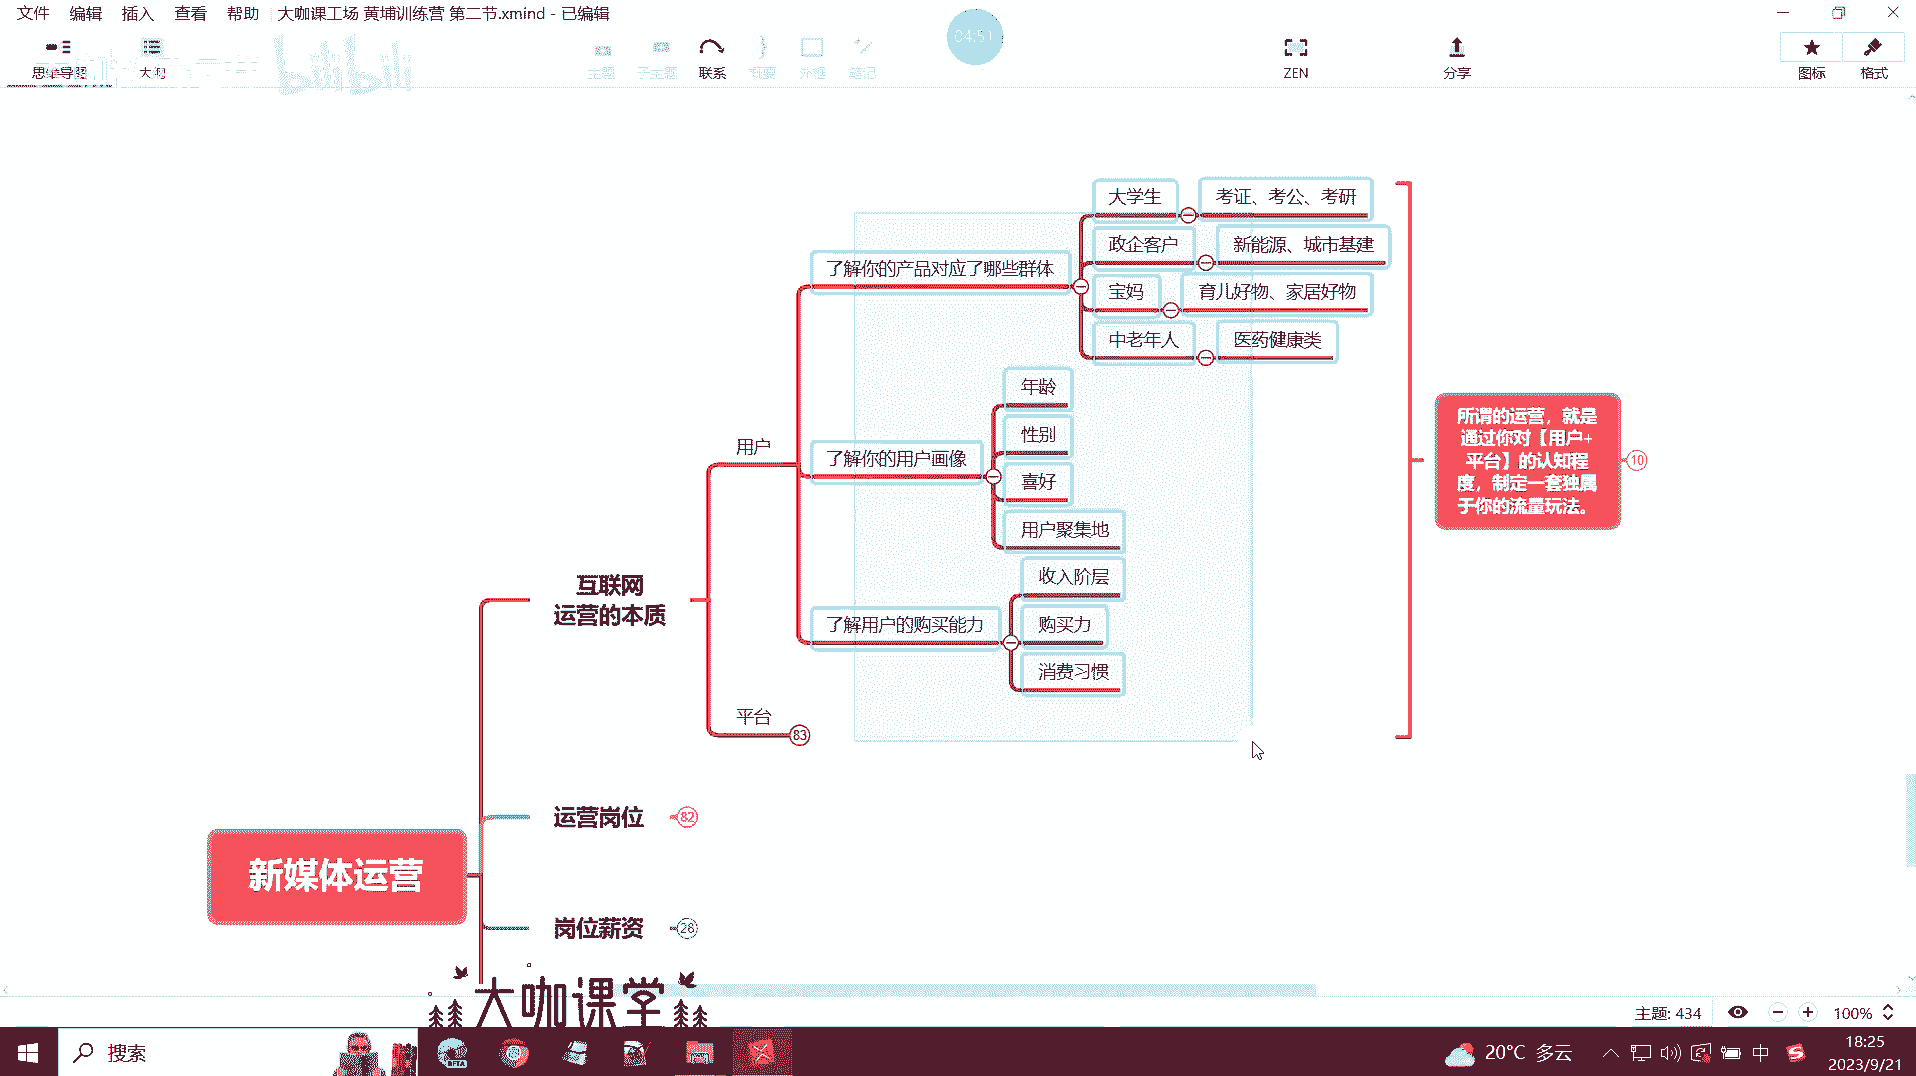 文件 编辑 插入 查看 帮助 大咖课工场 黄埔训练营 第二节.xmind - 已编辑
04:51
思维导图 大纲
bilibili
主题 子主题 联系 概要 外框 笔记
ZEN 分享 图标 格式
大学生 考证、考公、考研
政企客户 新能源、城市基建
了解你的产品对应了哪些群体
宝妈 育儿好物、家居好物
中老年人 医药健康类
年龄
性别
用户
了解你的用户画像
喜好
用户聚集地
所谓的运营，就是
通过你对【用户+
平台】的认知程
度，制定一套独属
于你的流量玩法。
10
互联网
运营的本质
收入阶层
了解用户的购买能力
购买力
消费习惯
平台 83
运营岗位 82
新媒体运营
岗位薪资 28
大咖课堂
主题: 434 100%
搜索
20°C 多云 中 18:25
2023/9/21